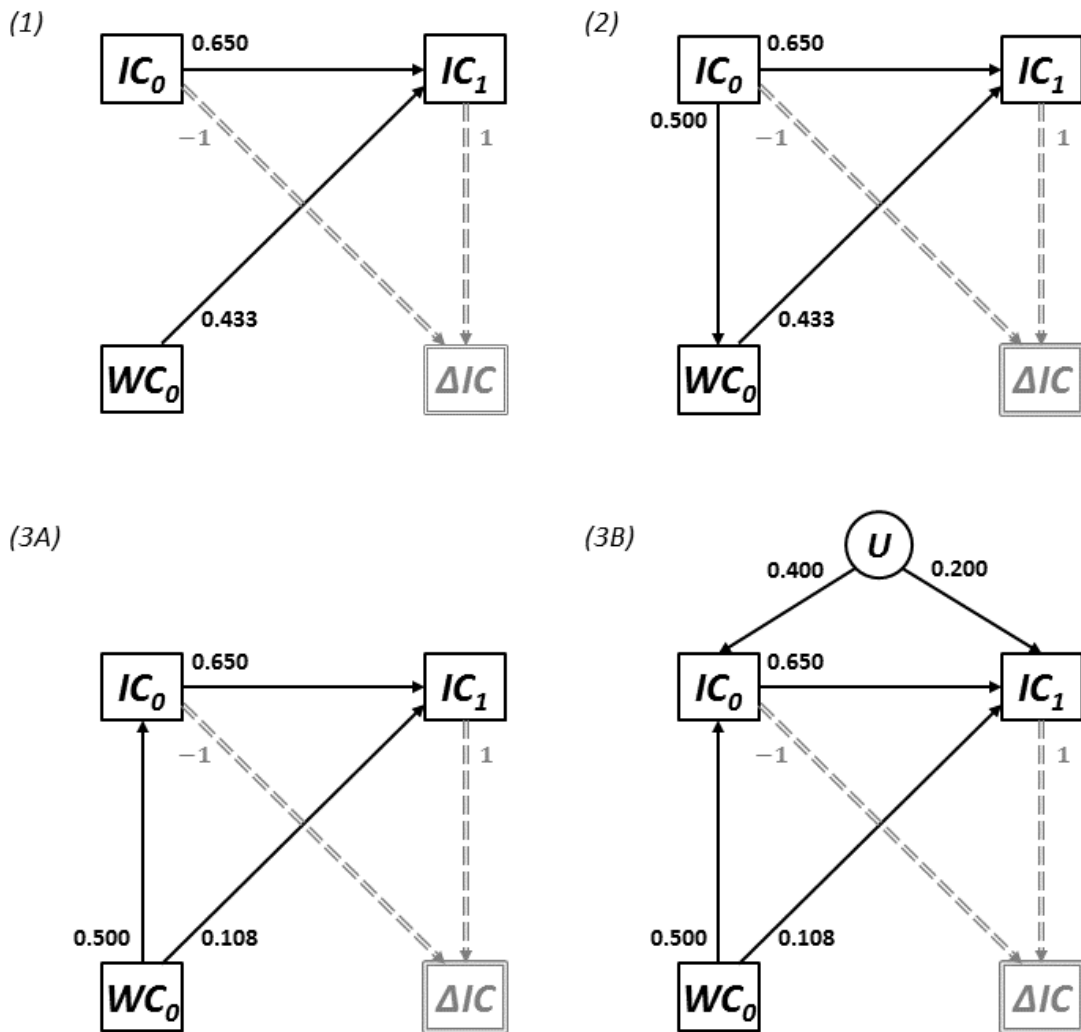 (1)
(2)
0.650
0.650
IC₀
IC₁
IC₀
IC₁
0.500
−1
1
−1
1
0.433
0.433
WC₀
ΔIC
WC₀
ΔIC
(3A)
(3B)
U
0.400
0.200
0.650
0.650
IC₀
IC₁
IC₀
IC₁
−1
1
−1
1
0.500
0.108
0.500
0.108
WC₀
ΔIC
WC₀
ΔIC